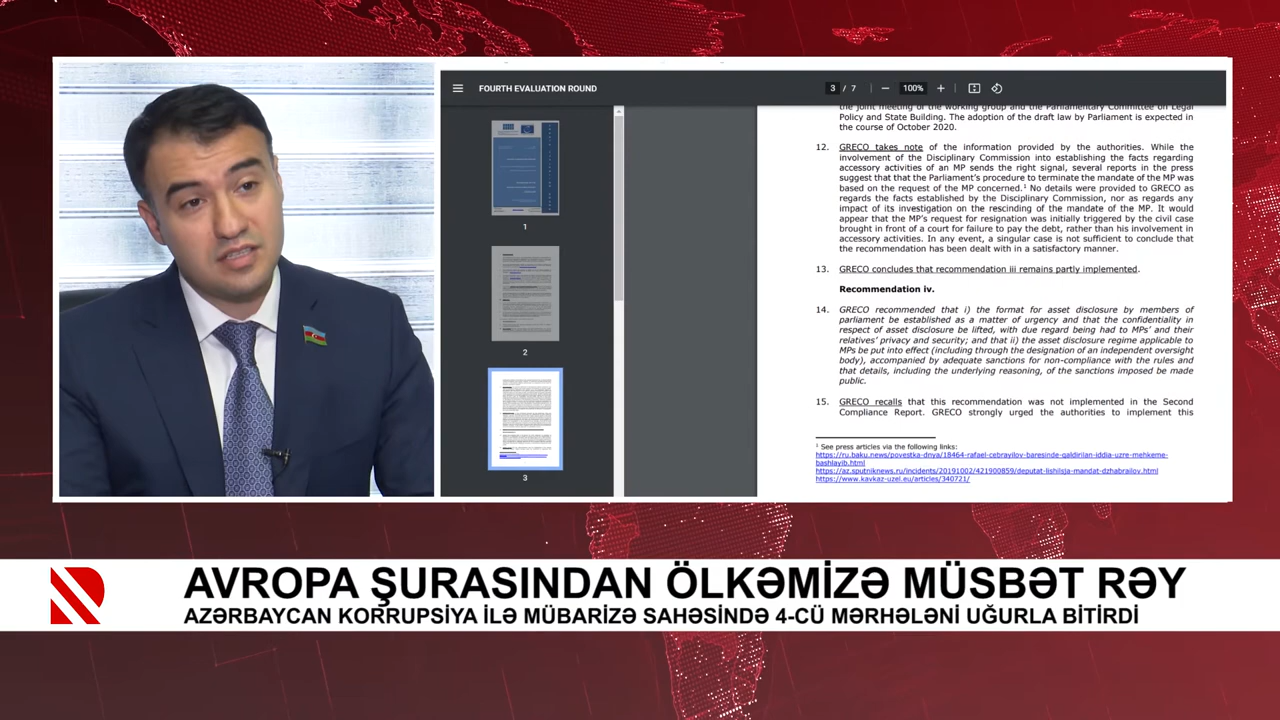 FOURTH EVALUATION ROUND
3 / 7
100%
1
2
3
the joint meeting of the working group and the Parliamentary Committee on Legal
Policy and State Building. The adoption of the draft law by Parliament is expected in
the course of October 2020.
12. GRECO takes note of the information provided by the authorities. While the
involvement of the Disciplinary Commission into establishing the facts regarding
accessory activities of an MP sends the right signal, several reports in the press
suggest that that the Parliament's procedure to terminate the mandate of the MP was
based on the request of the MP concerned.¹ No details were provided to GRECO as
regards the facts established by the Disciplinary Commission, nor as regards any
impact of its investigation on the rescinding of the mandate of the MP. It would
appear that the MP's request for resignation was initially triggered by the civil case
brought in front of a court for failure to pay the debt, rather than his involvement in
accessory activities. In any event, a singular case is not sufficient to conclude that
the recommendation has been dealt with in a satisfactory manner.
13. GRECO concludes that recommendation iii remains partly implemented.
Recommendation iv.
14. GRECO recommended that i) the format for asset disclosure by members of
parliament be established as a matter of urgency and that the confidentiality in
respect of asset disclosure be lifted, with due regard being had to MPs' and their
relatives' privacy and security; and that ii) the asset disclosure regime applicable to
MPs be put into effect (including through the designation of an independent oversight
body), accompanied by adequate sanctions for non-compliance with the rules and
that details, including the underlying reasoning, of the sanctions imposed be made
public.
15. GRECO recalls that this recommendation was not implemented in the Second
Compliance Report. GRECO strongly urged the authorities to implement this
¹ See press articles via the following links:
https://ru.baku.news/povestka-dnya/18464-rafael-cebrayilov-baresinde-qaldirilan-iddia-uzre-mehkeme-
bashlayib.html
https://az.sputniknews.ru/incidents/20191002/421900859/deputat-lishilsja-mandat-dzhabrailov.html
https://www.kavkaz-uzel.eu/articles/340721/
AVROPA ŞURASINDAN ÖLKƏMİZƏ MÜSBƏT RƏY
AZƏRBAYCAN KORRUPSİYA İLƏ MÜBARİZƏ SAHƏSİNDƏ 4-CÜ MƏRHƏLƏNİ UĞURLA BİTİRDİ